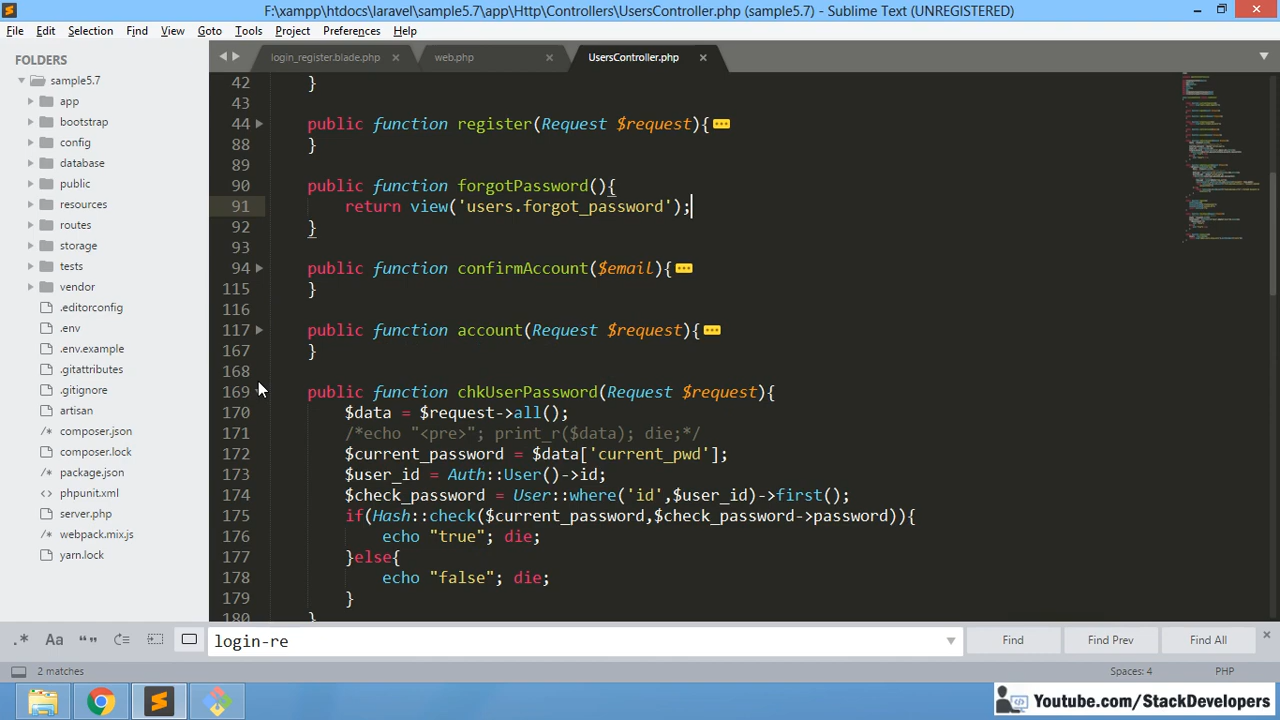 F:\xampp\htdocs\laravel\sample5.7\app\Http\Controllers\UsersController.php (sample5.7) - Sublime Text (UNREGISTERED)
File Edit Selection Find View Goto Tools Project Preferences Help
FOLDERS
sample5.7
app
bootstrap
config
database
public
resources
routes
storage
tests
vendor
.editorconfig
.env
.env.example
.gitattributes
.gitignore
artisan
composer.json
composer.lock
package.json
phpunit.xml
server.php
webpack.mix.js
yarn.lock
login_register.blade.php web.php UsersController.php
42 }
43
44 public function register(Request $request){
88 }
89
90 public function forgotPassword(){
91 return view('users.forgot_password');
92 }
93
94 public function confirmAccount($email){
115 }
116
117 public function account(Request $request){
167 }
168
169 public function chkUserPassword(Request $request){
170 $data = $request->all();
171 /*echo "<pre>"; print_r($data); die;*/
172 $current_password = $data['current_pwd'];
173 $user_id = Auth::User()->id;
174 $check_password = User::where('id',$user_id)->first();
175 if(Hash::check($current_password,$check_password->password)){
176 echo "true"; die;
177 }else{
178 echo "false"; die;
179 }
180 }
.* Aa “” login-re Find Find Prev Find All
2 matches Spaces: 4 PHP
Youtube.com/StackDevelopers